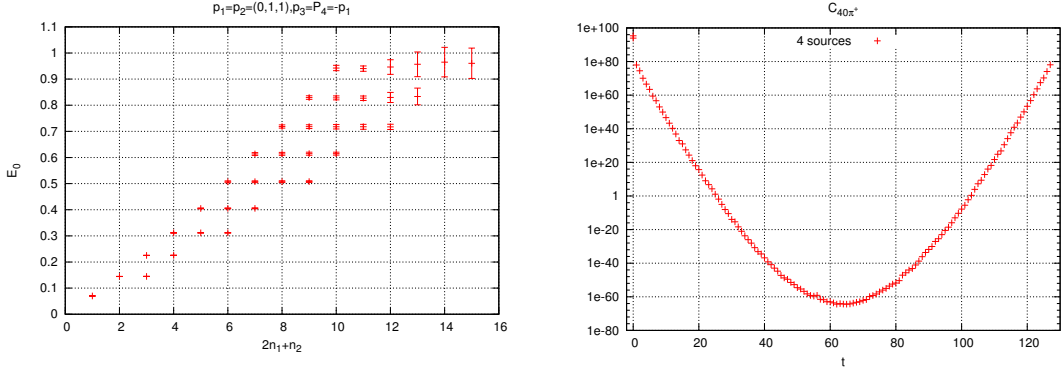 p1=p2=(0,1,1),p3=P4=-p1
1.1
1
0.9
0.8
0.7
0.6
0.5
0.4
0.3
0.2
0.1
0
E0
0 2 4 6 8 10 12 14 16
2n1+n2
C40π+
4 sources
1e+100
1e+80
1e+60
1e+40
1e+20
1
1e-20
1e-40
1e-60
1e-80
0 20 40 60 80 100 120
t